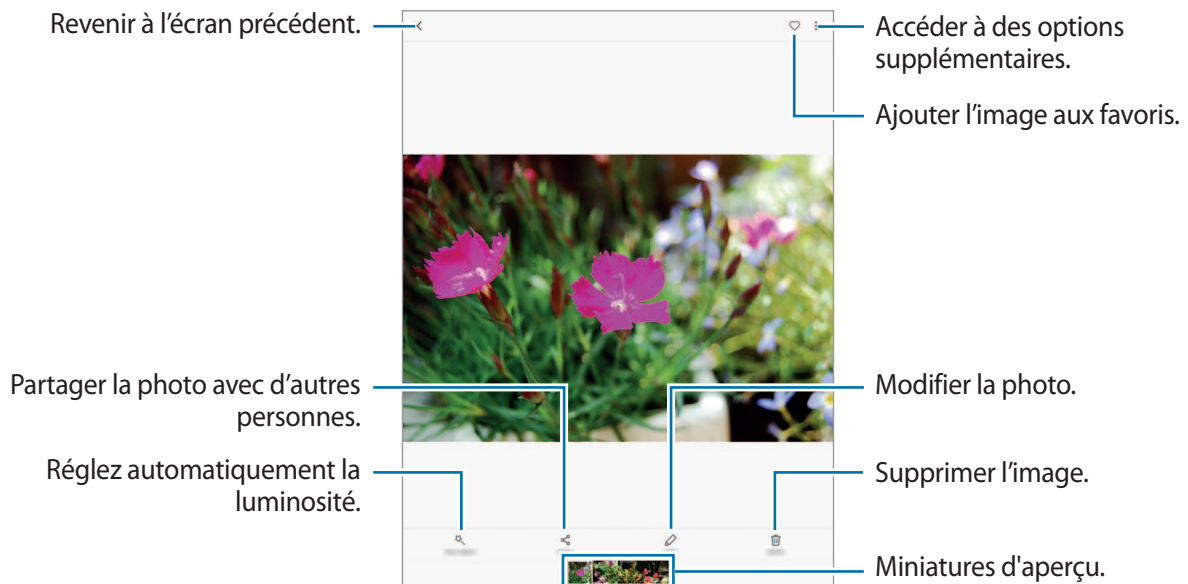 Revenir à l’écran précédent.
Accéder à des options
supplémentaires.
Ajouter l’image aux favoris.
Partager la photo avec d’autres
personnes.
Modifier la photo.
Réglez automatiquement la
luminosité.
Supprimer l’image.
Miniatures d'aperçu.